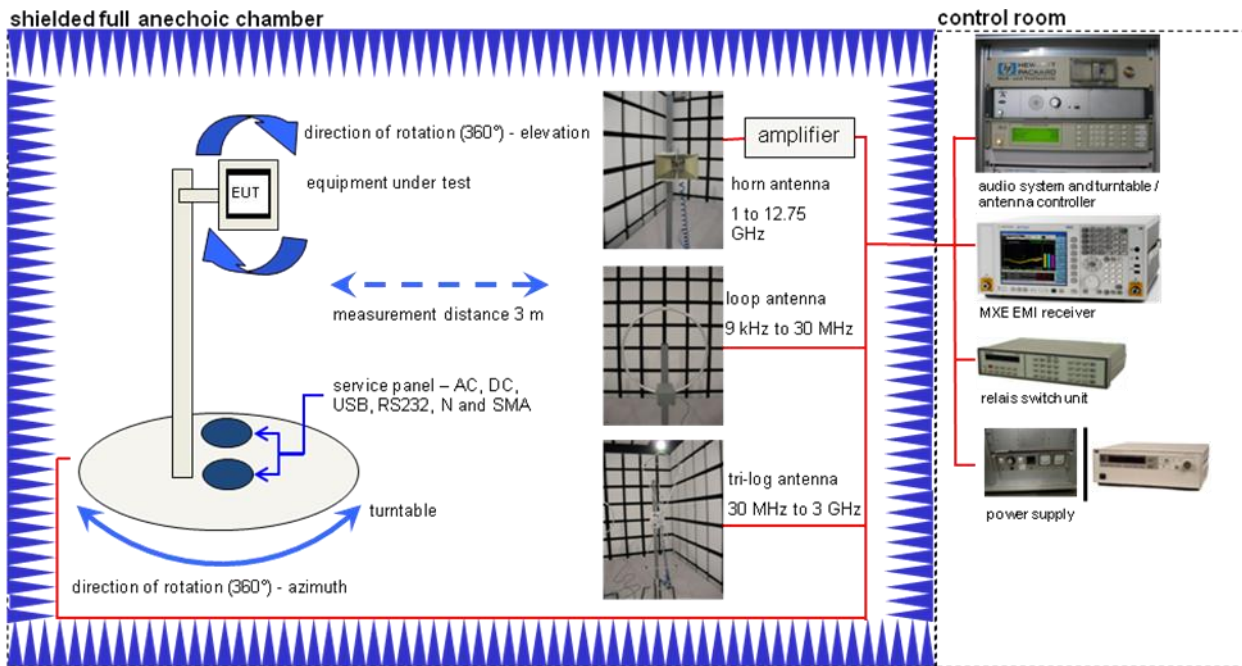 shielded full anechoic chamber
control room
direction of rotation (360°) - elevation
equipment under test
EUT
measurement distance 3 m
service panel – AC, DC,
USB, RS232, N and SMA
turntable
direction of rotation (360°) - azimuth
amplifier
horn antenna
1 to 12.75
GHz
loop antenna
9 kHz to 30 MHz
tri-log antenna
30 MHz to 3 GHz
hp HEWLETT
PACKARD
audio system and turntable /
antenna controller
MXE EMI receiver
relais switch unit
power supply